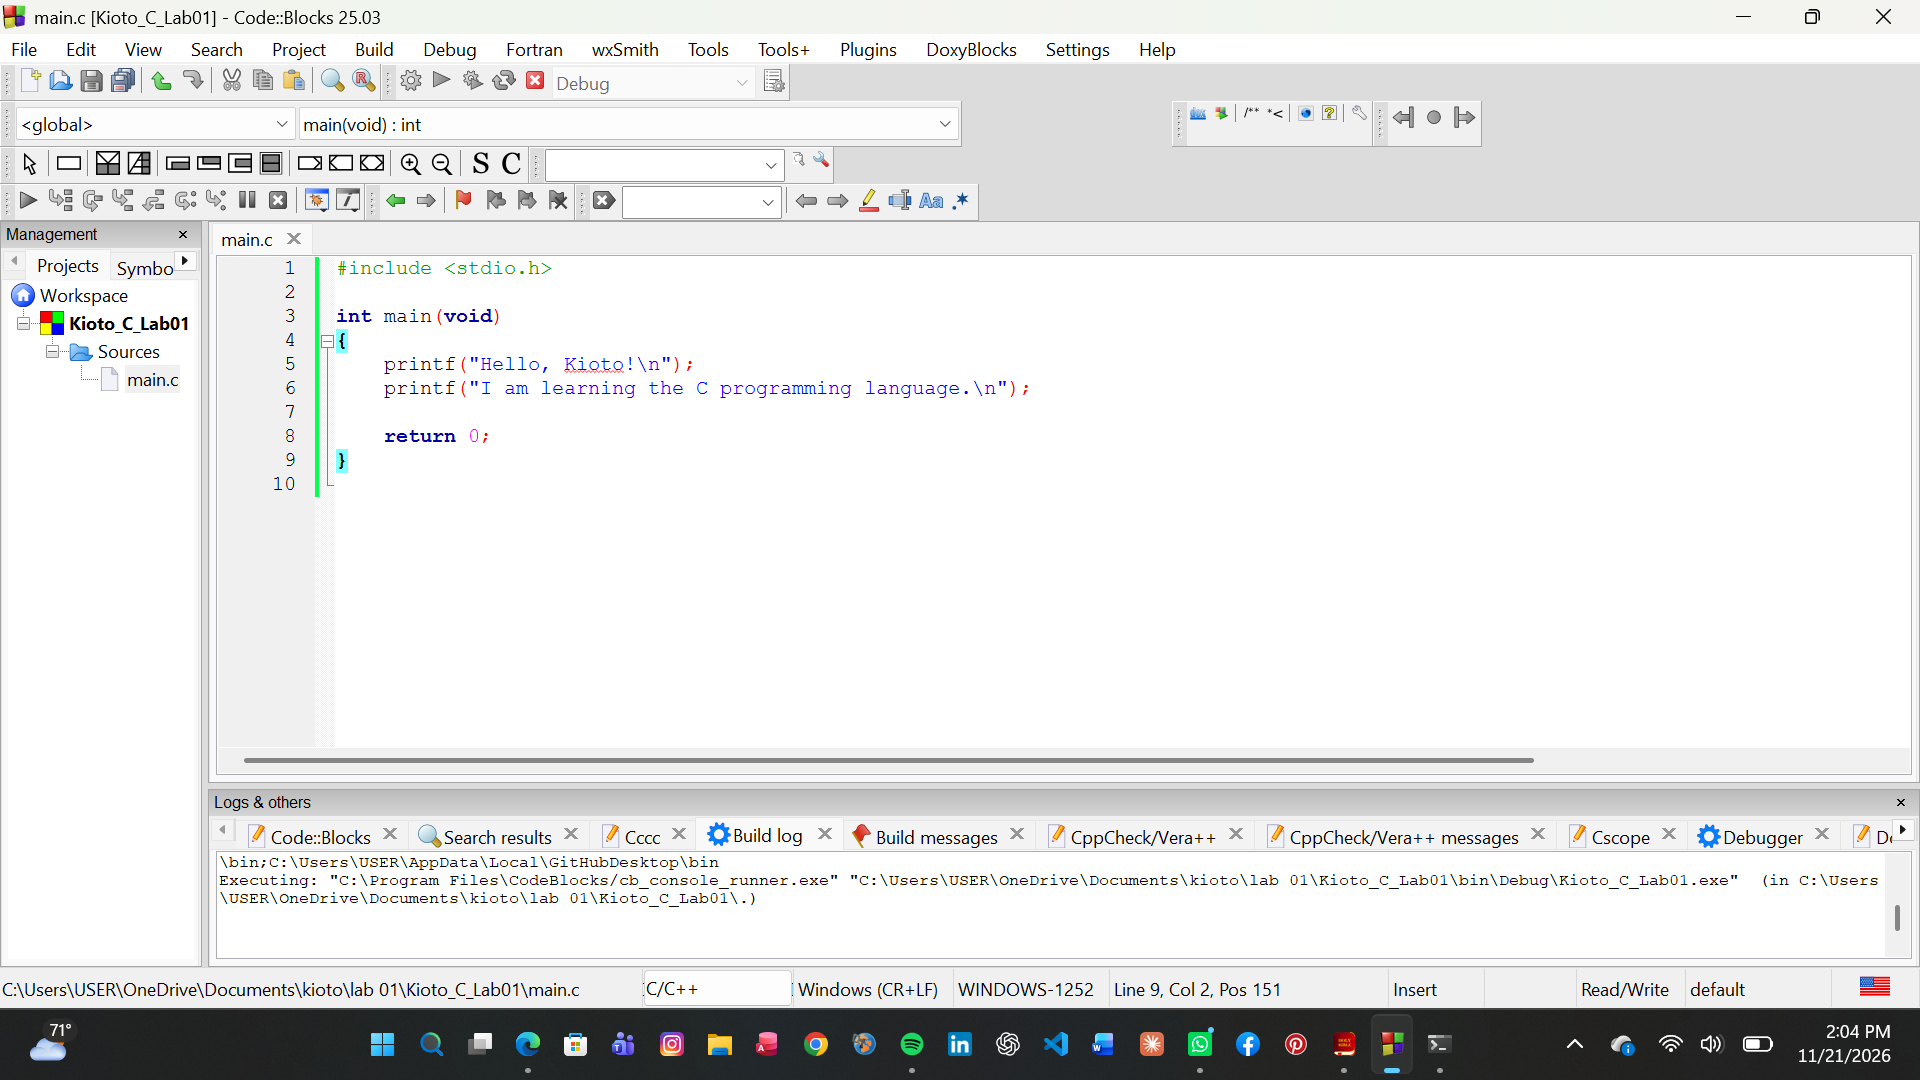 main.c [Kioto_C_Lab01] - Code::Blocks 25.03
File Edit View Search Project Build Debug Fortran wxSmith Tools Tools+ Plugins DoxyBlocks Settings Help
Debug
<global> main(void) : int /** *<
S C
Aa .*
Management
main.c
Projects Symbo
Workspace
Kioto_C_Lab01
Sources
main.c
1 #include <stdio.h>
2
3 int main(void)
4 {
5 printf("Hello, Kioto!\n");
6 printf("I am learning the C programming language.\n");
7
8 return 0;
9 }
10
Logs & others
Code::Blocks Search results Cccc Build log Build messages CppCheck/Vera++ CppCheck/Vera++ messages Cscope Debugger D
\bin;C:\Users\USER\AppData\Local\GitHubDesktop\bin
Executing: "C:\Program Files\CodeBlocks/cb_console_runner.exe" "C:\Users\USER\OneDrive\Documents\kioto\lab 01\Kioto_C_Lab01\bin\Debug\Kioto_C_Lab01.exe"  (in C:\Users
\USER\OneDrive\Documents\kioto\lab 01\Kioto_C_Lab01\.)
C:\Users\USER\OneDrive\Documents\kioto\lab 01\Kioto_C_Lab01\main.c C/C++ Windows (CR+LF) WINDOWS-1252 Line 9, Col 2, Pos 151 Insert Read/Write default
71°
2:04 PM
11/21/2026